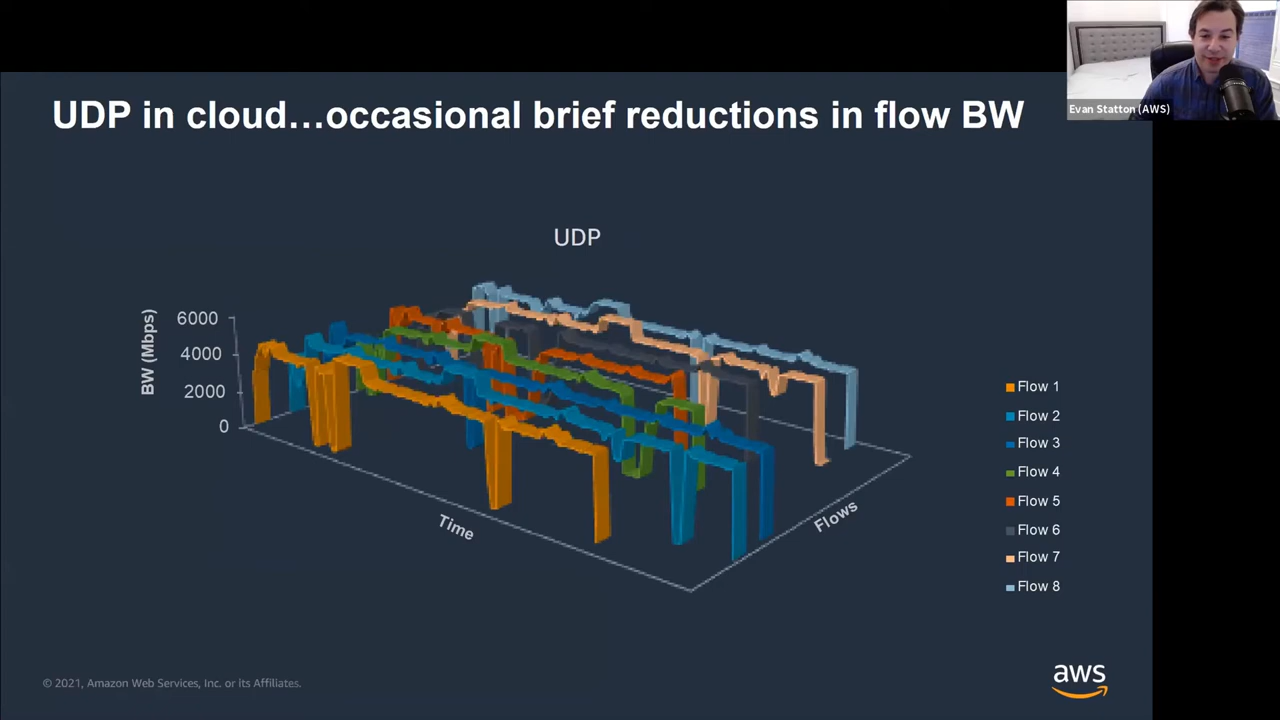 Evan Statton (AWS)
UDP in cloud…occasional brief reductions in flow BW
UDP
BW (Mbps)
6000
4000
2000
0
Time
Flows
Flow 1
Flow 2
Flow 3
Flow 4
Flow 5
Flow 6
Flow 7
Flow 8
© 2021, Amazon Web Services, Inc. or its Affiliates.
aws